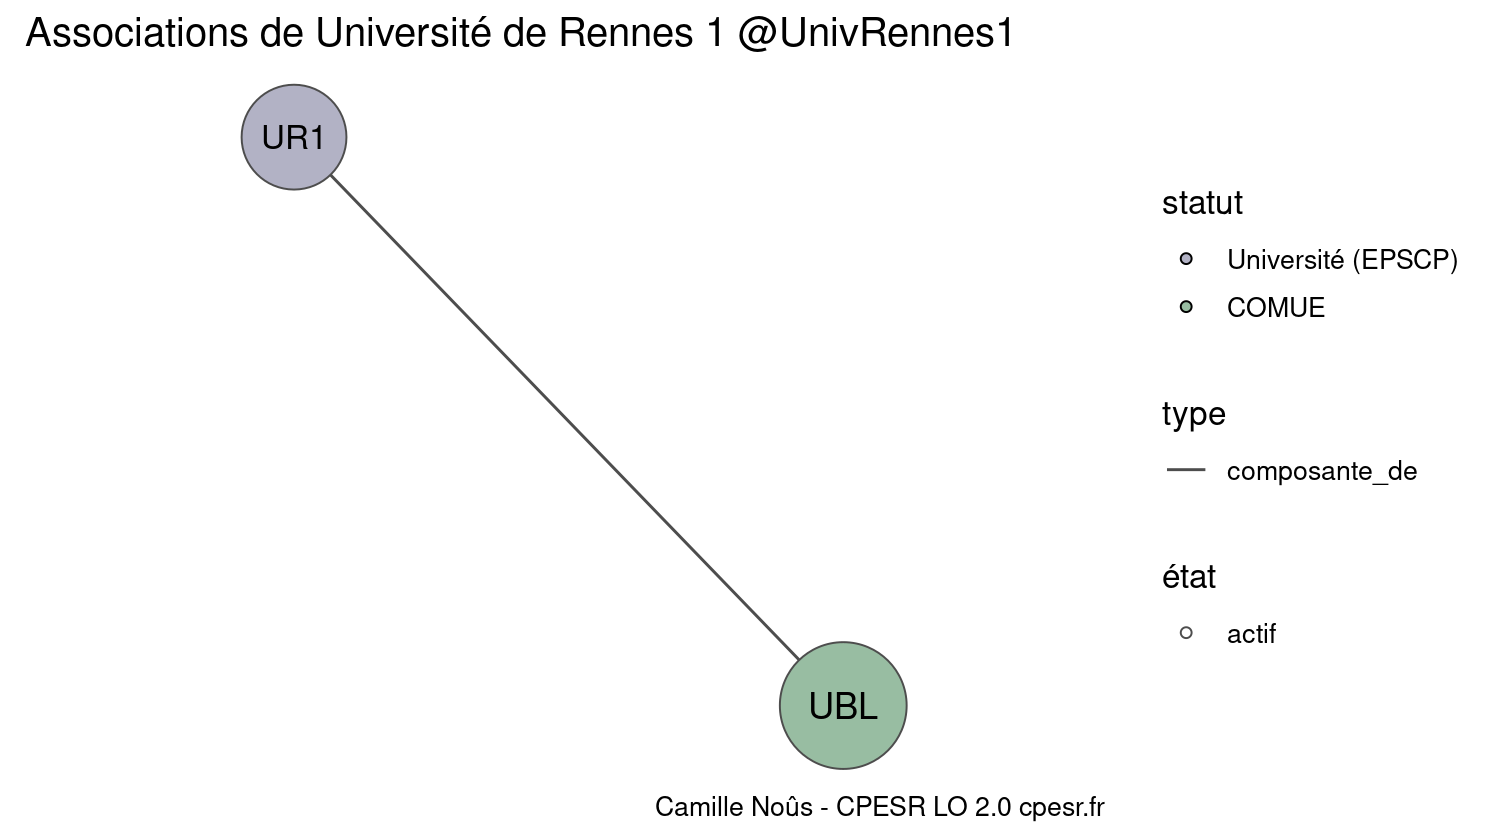 Associations de Université de Rennes 1 @UnivRennes1
UR1
UBL
statut
Université (EPSCP)
COMUE
type
composante_de
état
actif
Camille Noûs - CPESR LO 2.0 cpesr.fr